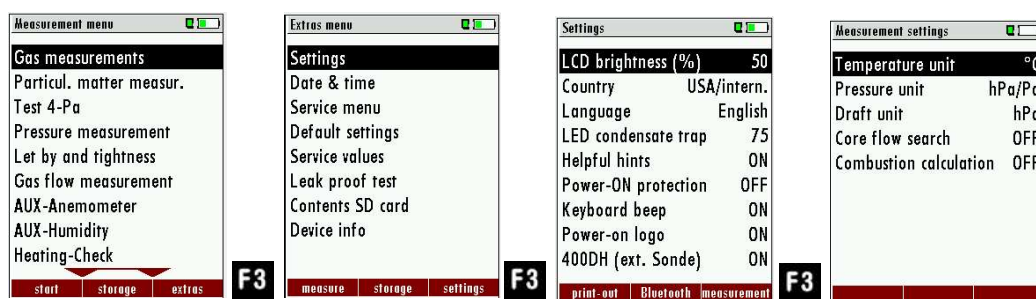 Measurement menu
Gas measurements
Particul. matter measur.
Test 4-Pa
Pressure measurement
Let by and tightness
Gas flow measurement
AUX-Anemometer
AUX-Humidity
Heating-Check
start storage extras
F3
Extras menu
Settings
Date & time
Service menu
Default settings
Service values
Leak proof test
Contents SD card
Device info
measure storage settings
F3
Settings
LCD brightness (%) 50
Country USA/intern.
Language English
LED condensate trap 75
Helpful hints ON
Power-ON protection OFF
Keyboard beep ON
Power-on logo ON
400DH (ext. Sonde) ON
print-out Bluetooth measurement
F3
Measurement settings
Temperature unit °C
Pressure unit hPa/Pa
Draft unit hPa
Core flow search OFF
Combustion calculation OFF